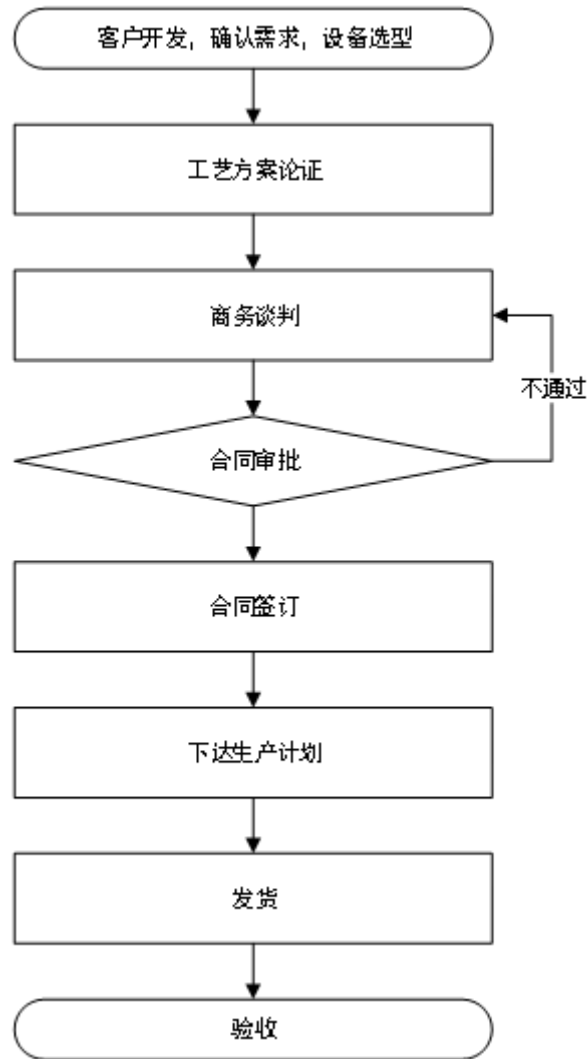 客户开发，确认需求，设备选型
工艺方案论证
商务谈判
不通过
合同审批
合同签订
下达生产计划
发货
验收